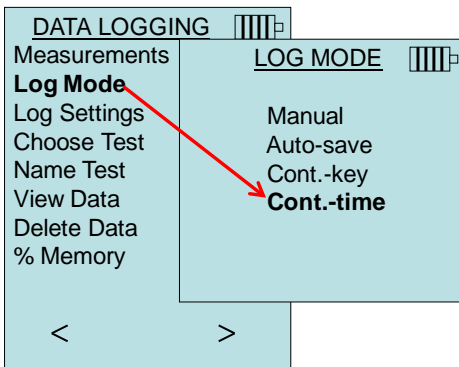 DATA LOGGING
Measurements
Log Mode
Log Settings
Choose Test
Name Test
View Data
Delete Data
% Memory
< >
LOG MODE
Manual
Auto-save
Cont.-key
Cont.-time